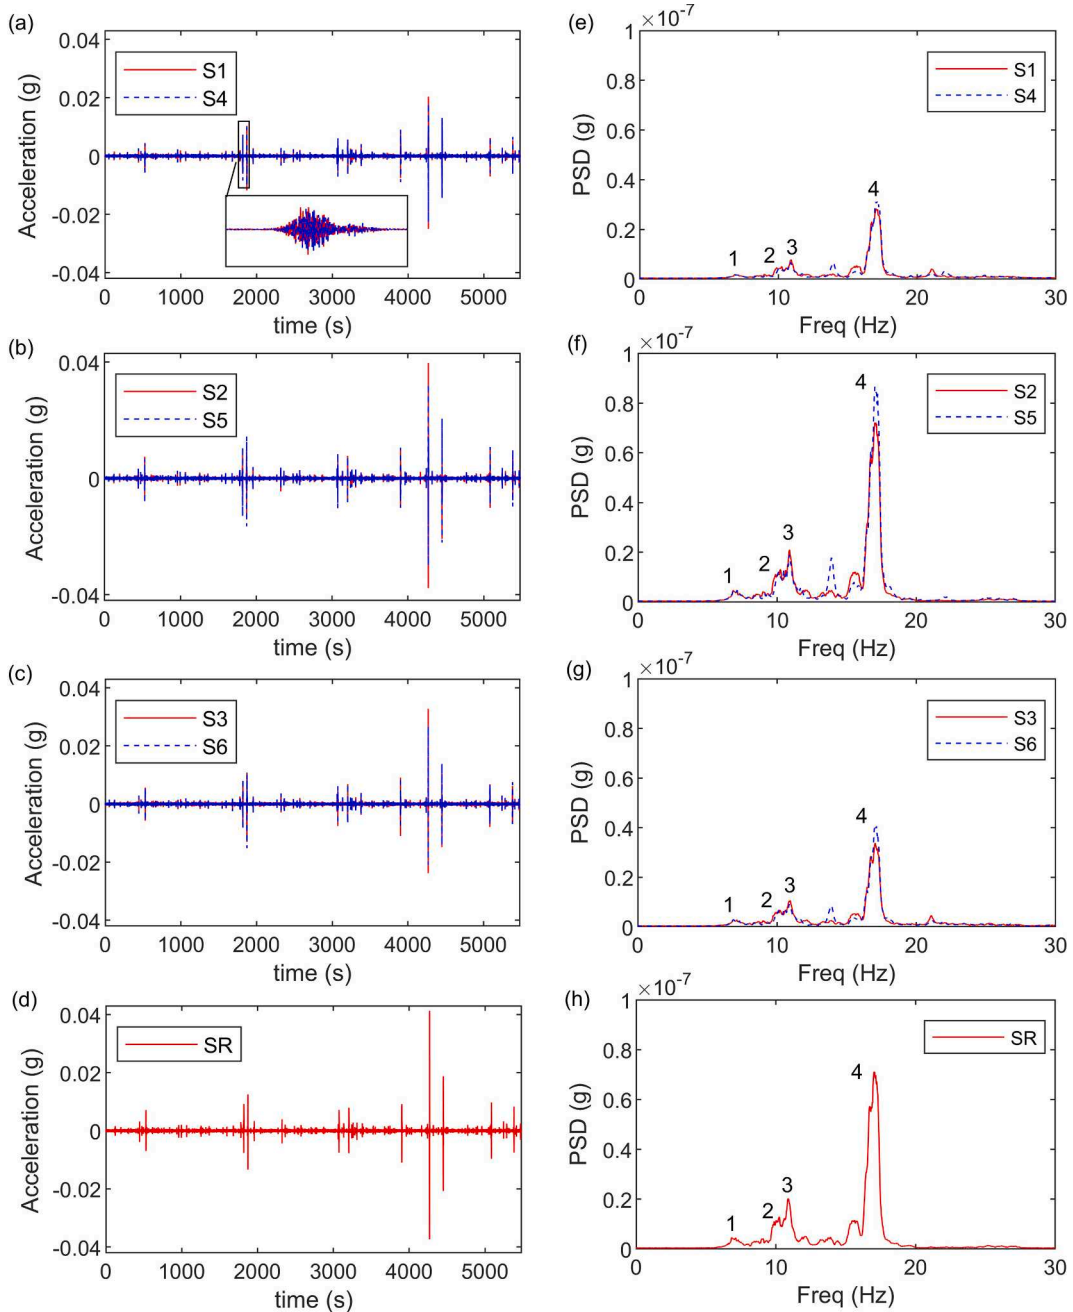 (a)
0.04
0.02
0
-0.02
-0.04
Acceleration (g)
S1
S4
0 1000 2000 3000 4000 5000
time (s)
(e)
×10-7
1
0.8
0.6
0.4
0.2
0
PSD (g)
S1
S4
1 2 3 4
0 10 20 30
Freq (Hz)
(b)
0.04
0.02
0
-0.02
-0.04
Acceleration (g)
S2
S5
0 1000 2000 3000 4000 5000
time (s)
(f)
×10-7
1
0.8
0.6
0.4
0.2
0
PSD (g)
S2
S5
1 2 3 4
0 10 20 30
Freq (Hz)
(c)
0.04
0.02
0
-0.02
-0.04
Acceleration (g)
S3
S6
0 1000 2000 3000 4000 5000
time (s)
(g)
×10-7
1
0.8
0.6
0.4
0.2
0
PSD (g)
S3
S6
1 2 3 4
0 10 20 30
Freq (Hz)
(d)
0.04
0.02
0
-0.02
-0.04
Acceleration (g)
SR
0 1000 2000 3000 4000 5000
time (s)
(h)
×10-7
1
0.8
0.6
0.4
0.2
0
PSD (g)
SR
1 2 3 4
0 10 20 30
Freq (Hz)